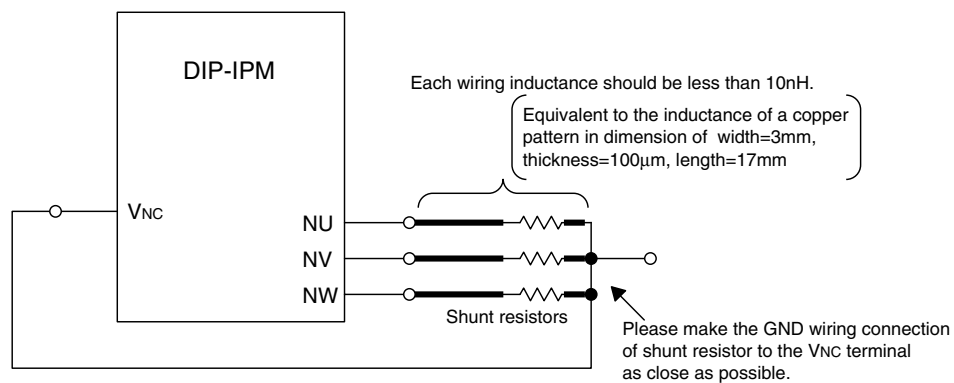 DIP-IPM
Each wiring inductance should be less than 10nH.
Equivalent to the inductance of a copper
pattern in dimension of width=3mm,
thickness=100μm, length=17mm
VNC
NU
NV
NW
Shunt resistors
Please make the GND wiring connection
of shunt resistor to the VNC terminal
as close as possible.